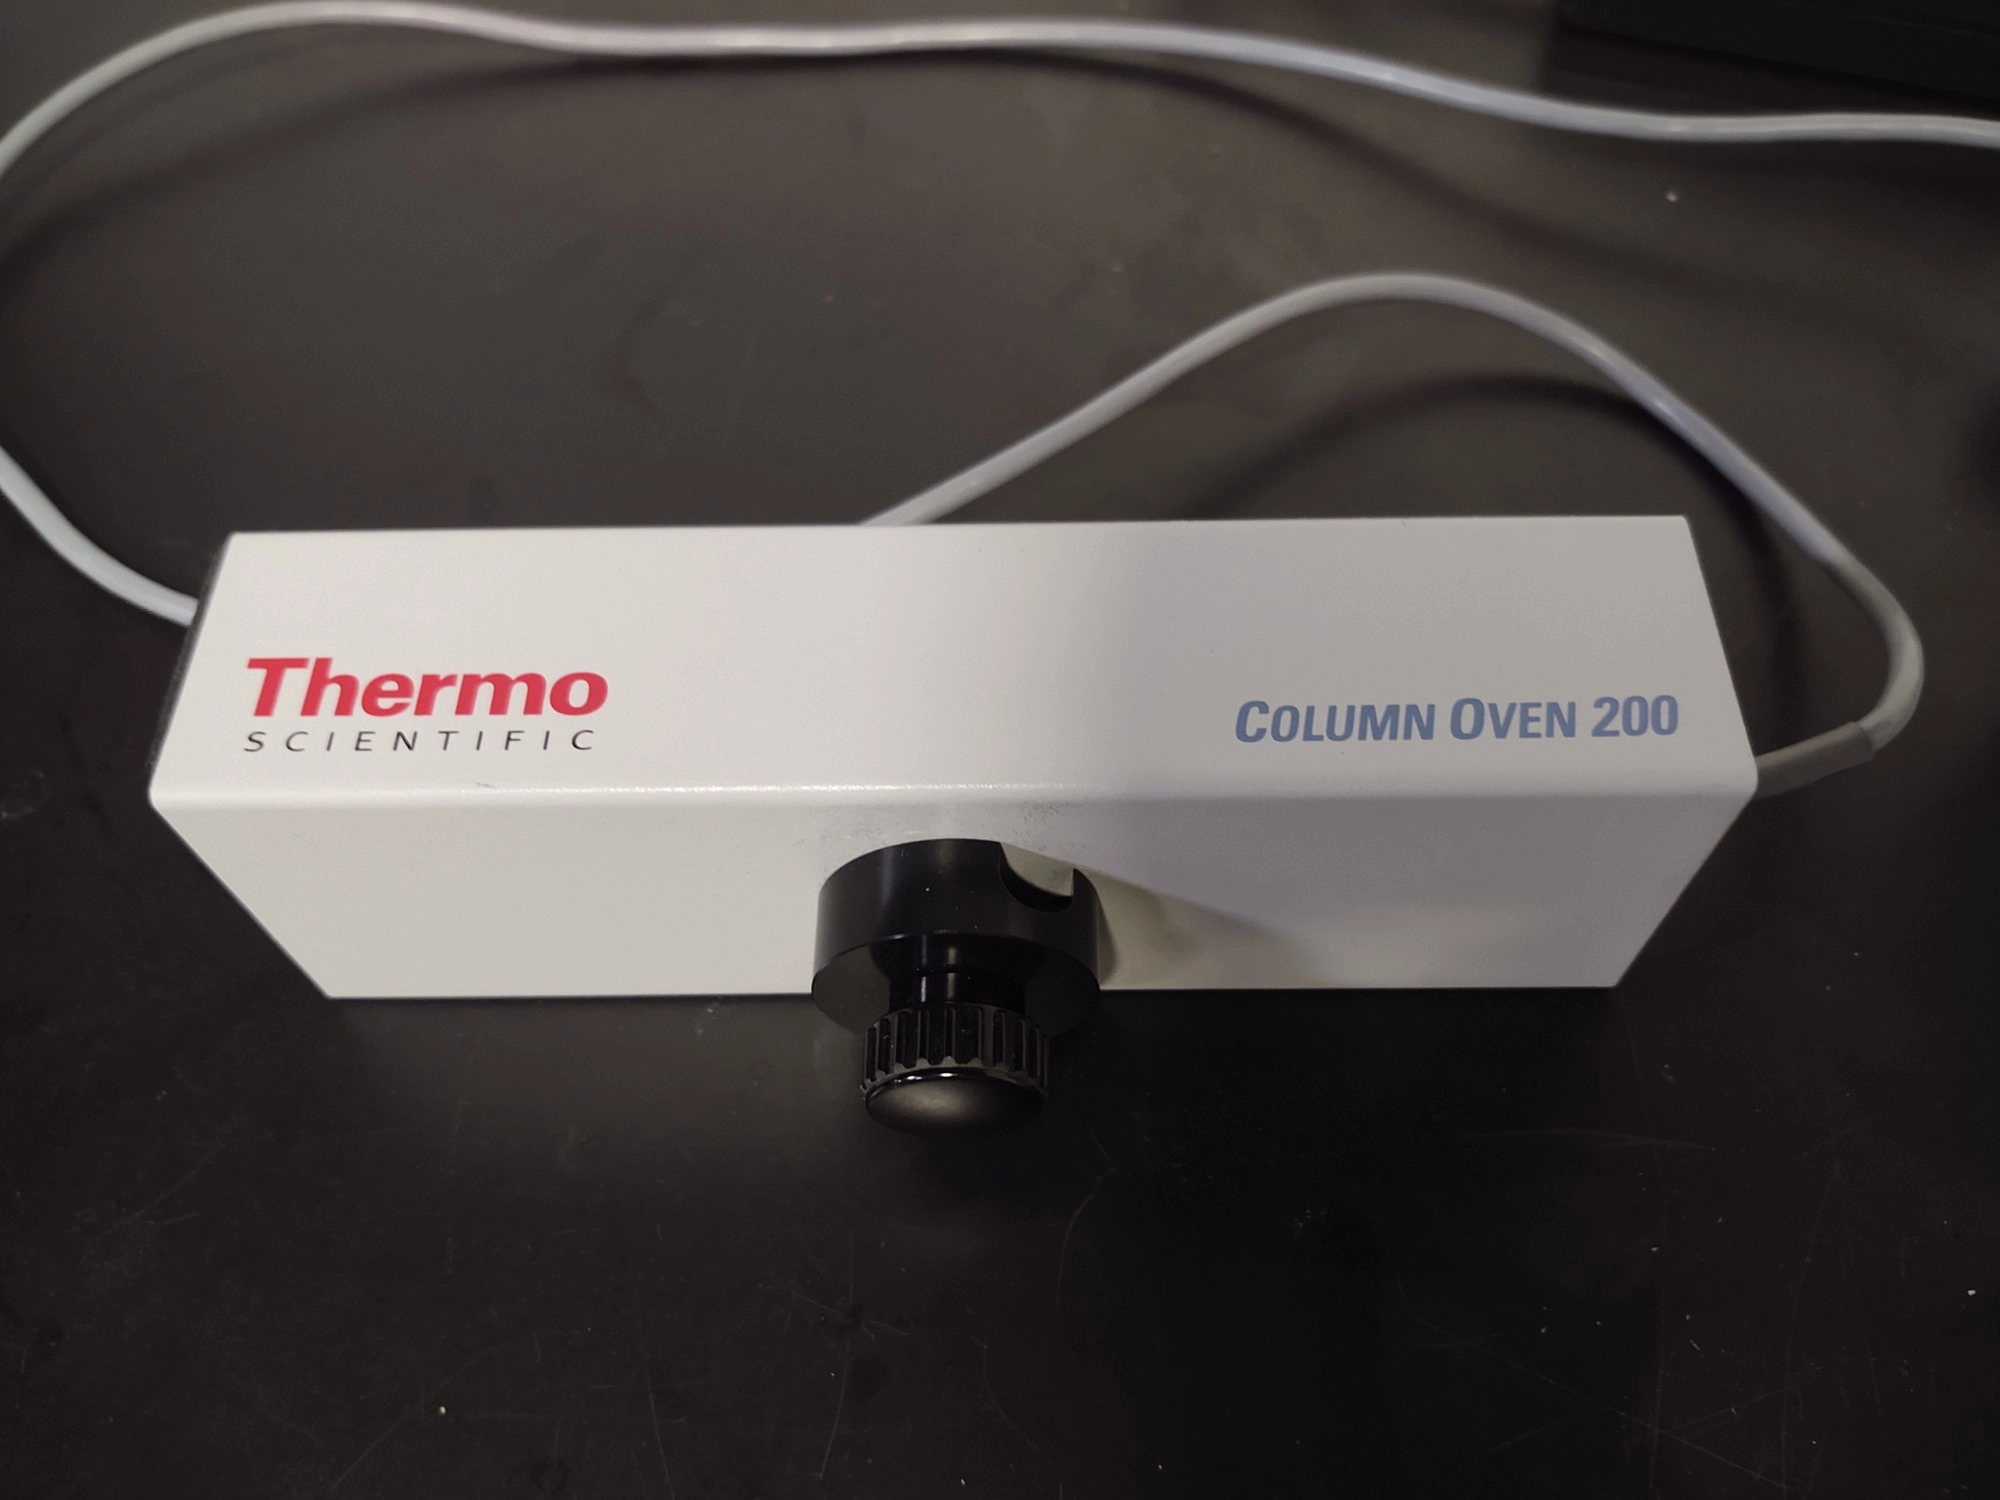 Thermo
SCIENTIFIC
COLUMN OVEN 200